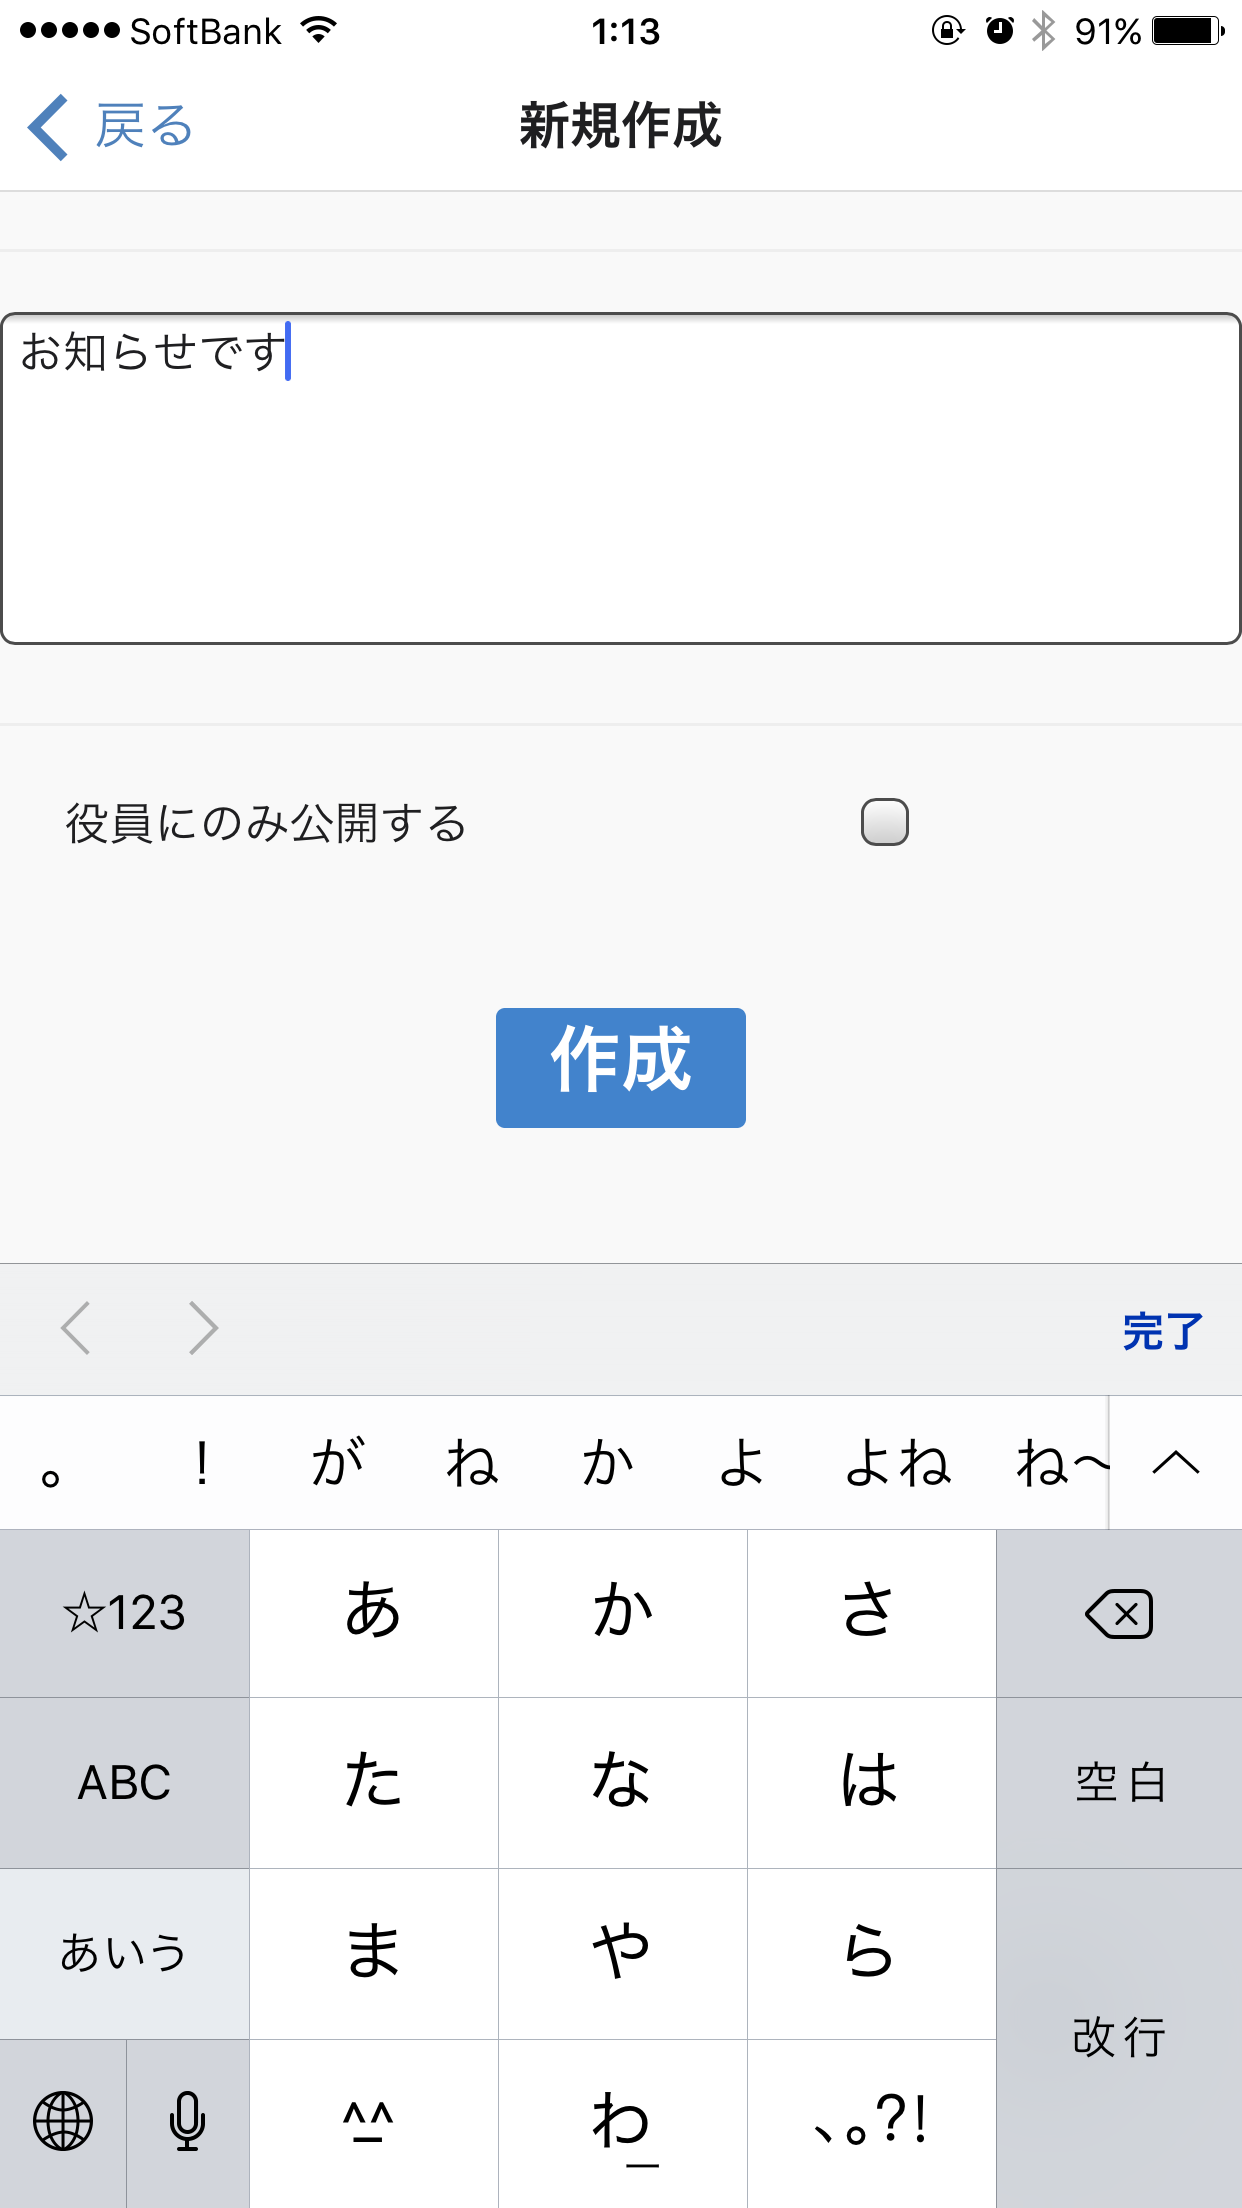 SoftBank 1:13 91%
戻る 新規作成
お知らせです
役員にのみ公開する
作成
完了
。 ! が ね か よ よね ね〜
☆123 あ か さ
ABC た な は 空白
あいう ま や ら
改行
^_^ わ_ 、。?!